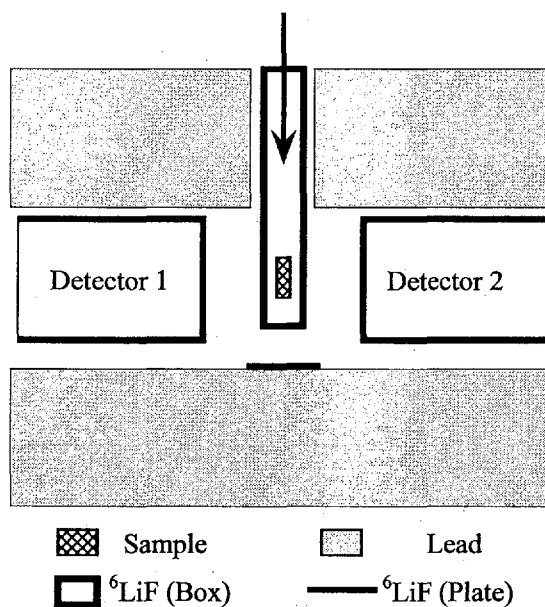 Detector 1
Detector 2
Sample
Lead
⁶LiF (Box)
⁶LiF (Plate)